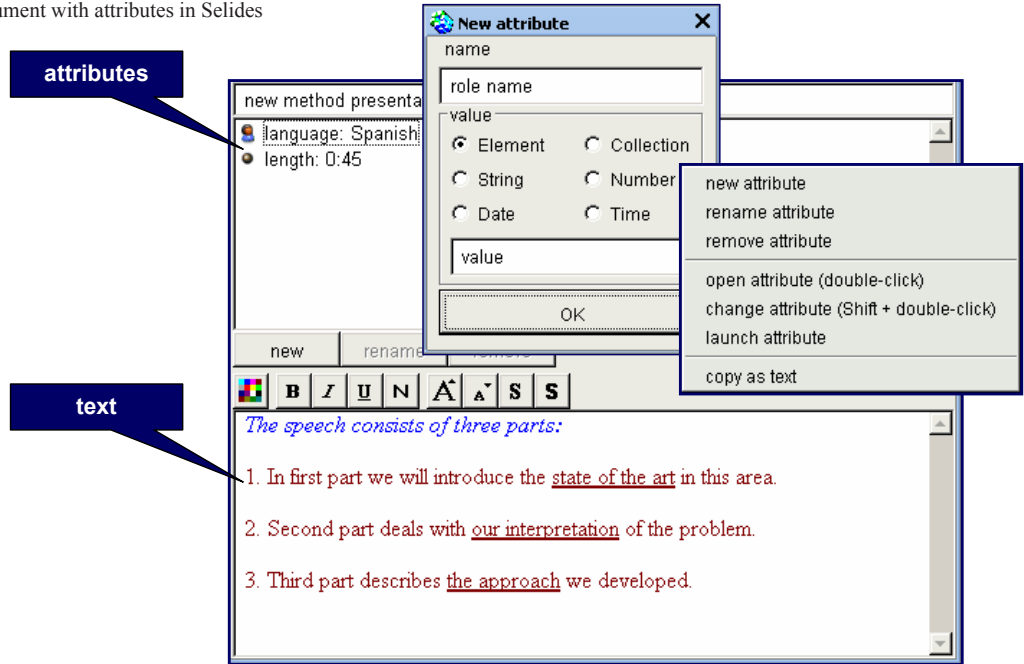 with attributes in Selides
attributes
new method
language: Spanish
length: 0:45
New attribute
name
role name
value
Element
Collection
String
Number
Date
Time
value
OK
new attribute
rename attribute
remove attribute
open attribute (double-click)
change attribute (Shift + double-click)
launch attribute
copy as text
new
rename
B I U N A A S S
text
The speech consists of three parts:
1. In first part we will introduce the state of the art in this area.
2. Second part deals with our interpretation of the problem.
3. Third part describes the approach we developed.